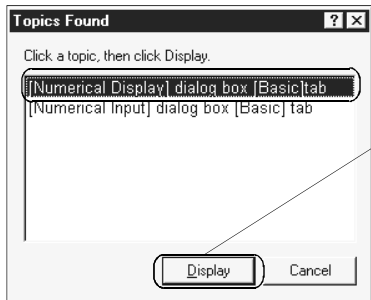 Topics Found
Click a topic, then click Display.
[Numerical Display] dialog box [Basic]tab
[Numerical Input] dialog box [Basic] tab
Display
Cancel